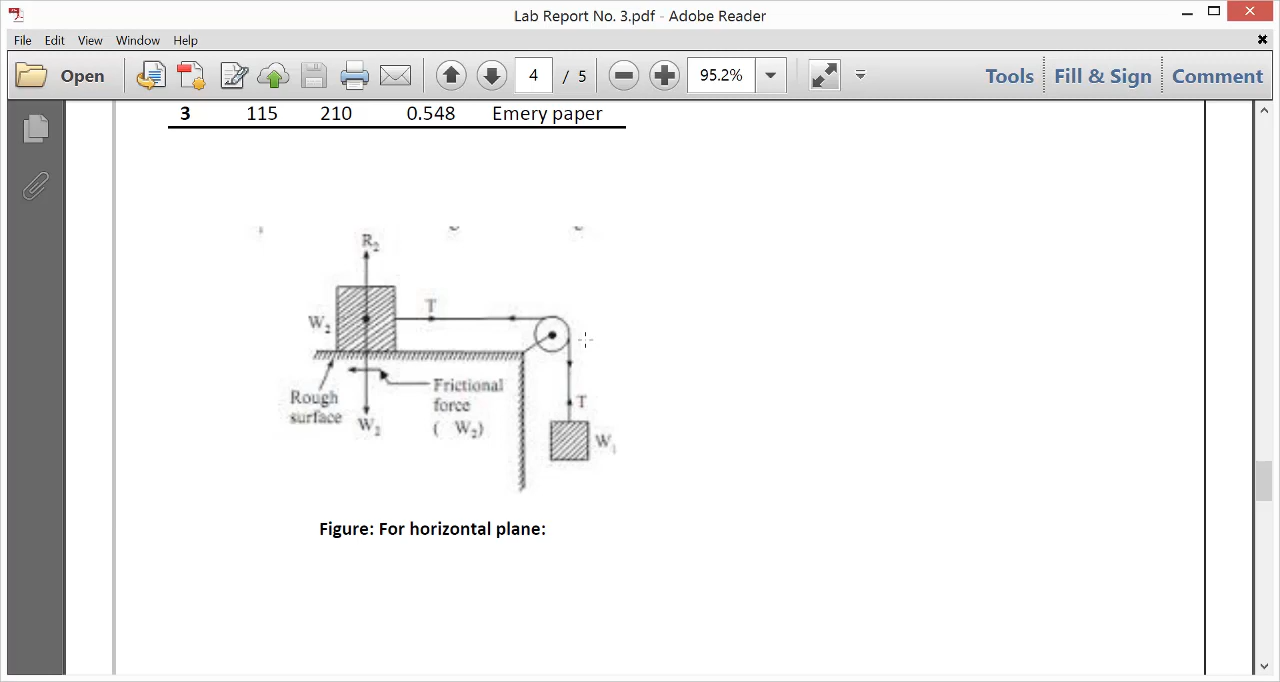 Lab Report No. 3.pdf - Adobe Reader
File Edit View Window Help
Open 4 / 5 95.2% Tools Fill & Sign Comment
3 115 210 0.548 Emery paper
R2
T
W2
Rough
surface
W2
Frictional
force
( W2)
T
W1
Figure: For horizontal plane: